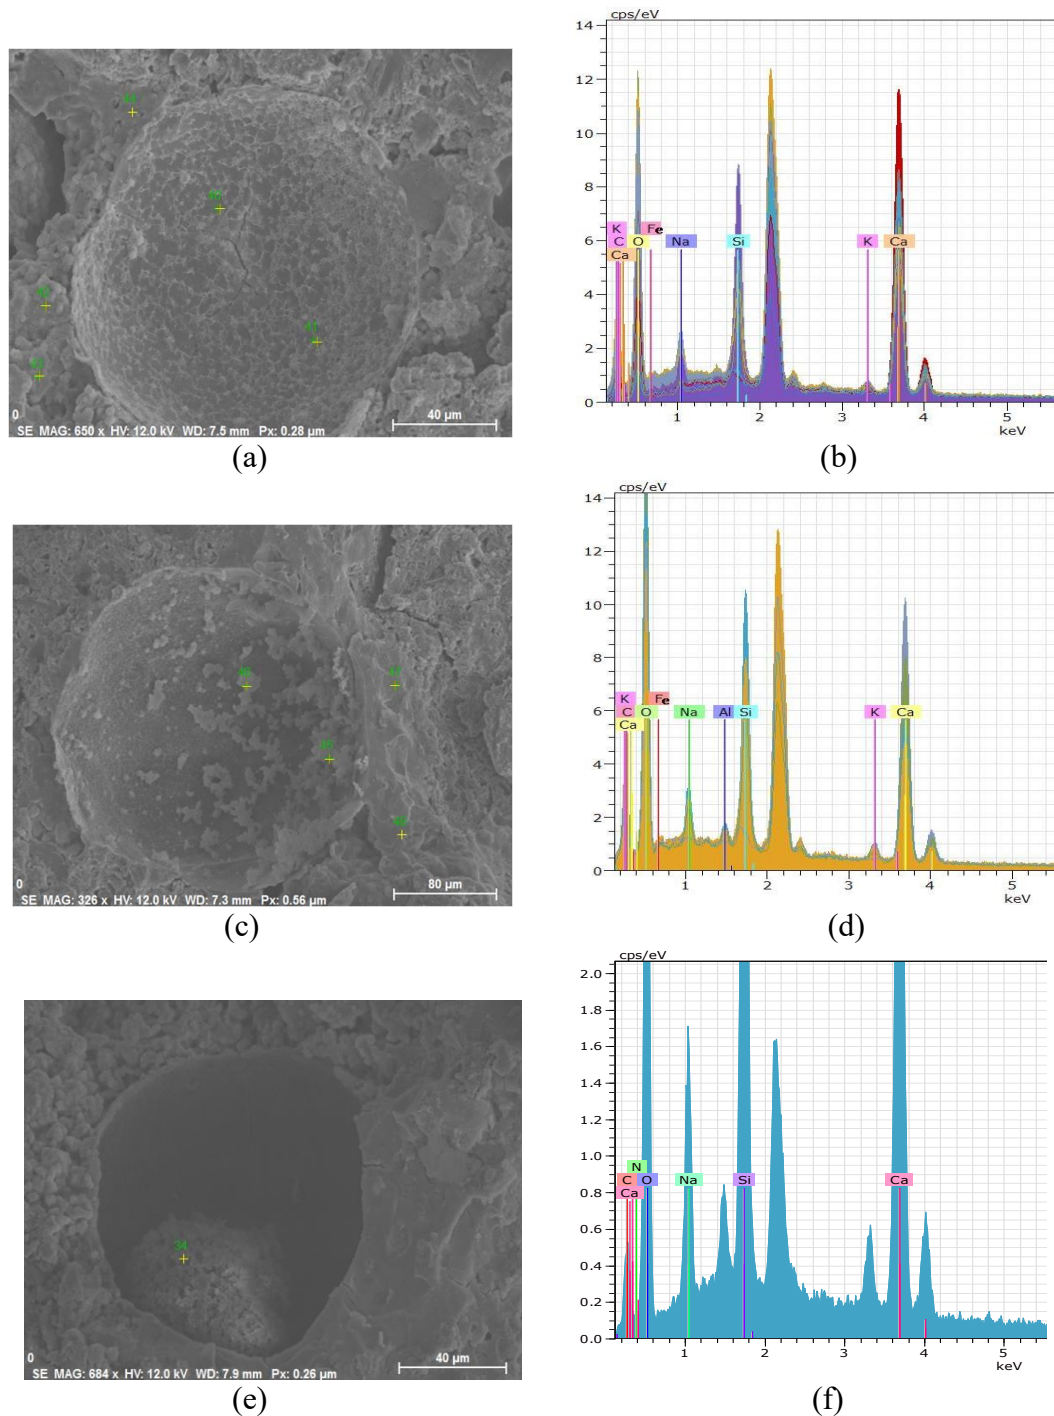 0
40 µm
SE MAG: 650 x HV: 12.0 kV WD: 7.5 mm Px: 0.28 µm
(a)
cps/eV
14
12
10
8
6
4
2
0
K
C
Ca
O
Fe
Na
Si
K
Ca
1 2 3 4 5
keV
(b)
0
80 µm
SE MAG: 326 x HV: 12.0 kV WD: 7.3 mm Px: 0.56 µm
(c)
cps/eV
14
12
10
8
6
4
2
0
K
C
Ca
O
Fe
Na
Al
Si
K
Ca
1 2 3 4 5
keV
(d)
34
0
40 µm
SE MAG: 684 x HV: 12.0 kV WD: 7.9 mm Px: 0.26 µm
(e)
cps/eV
2.0
1.8
1.6
1.4
1.2
1.0
0.8
0.6
0.4
0.2
0.0
N
C
Ca
O
Na
Si
Ca
1 2 3 4 5
keV
(f)